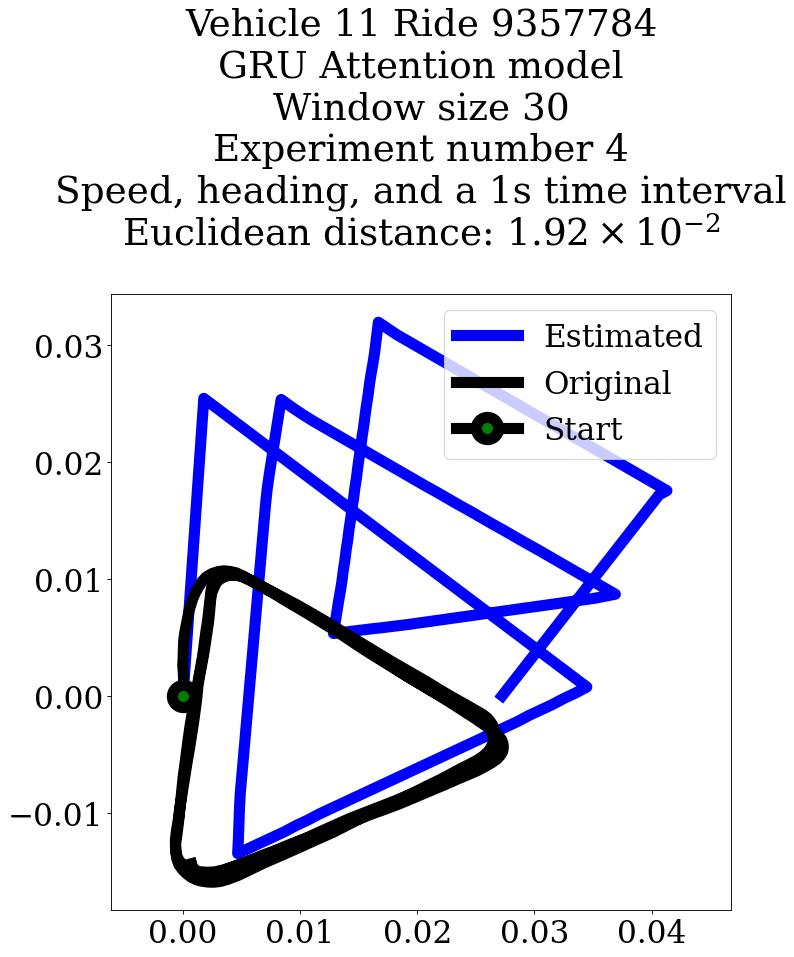 Vehicle 11 Ride 9357784
GRU Attention model
Window size 30
Experiment number 4
Speed, heading, and a 1s time interval
Euclidean distance: 1.92 × 10⁻²
Estimated
Original
Start
0.03
0.02
0.01
0.00
−0.01
0.00 0.01 0.02 0.03 0.04